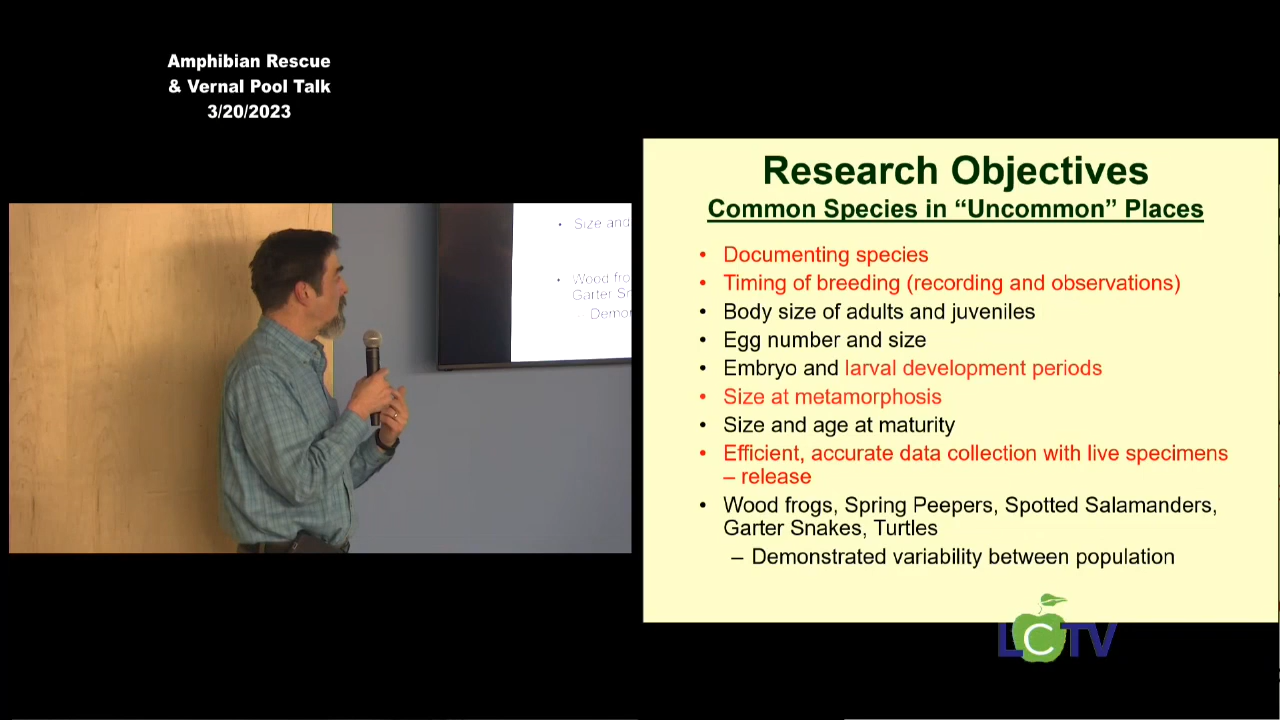 Amphibian Rescue
& Vernal Pool Talk
3/20/2023
Research Objectives
Common Species in “Uncommon” Places
• Documenting species
• Timing of breeding (recording and observations)
• Body size of adults and juveniles
• Egg number and size
• Embryo and larval development periods
• Size at metamorphosis
• Size and age at maturity
• Efficient, accurate data collection with live specimens
– release
• Wood frogs, Spring Peepers, Spotted Salamanders,
Garter Snakes, Turtles
– Demonstrated variability between population
• Size and
• Wood fro
Garter Sn
– Demon
LCTV